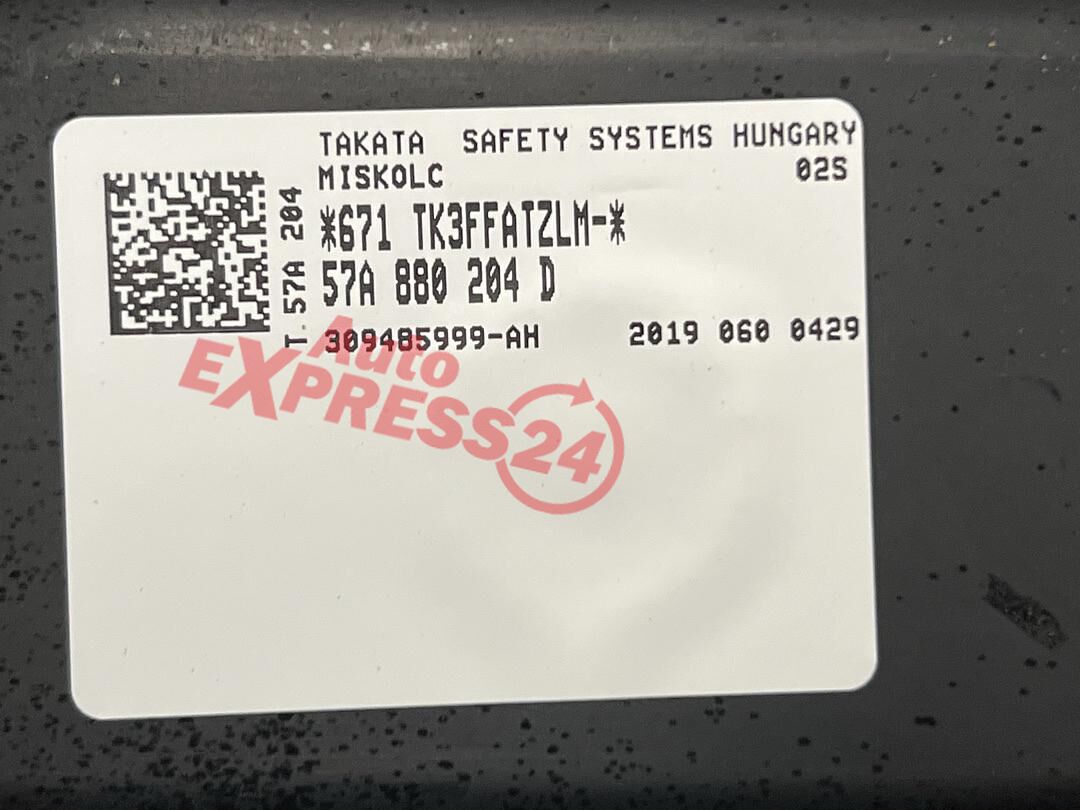 TAKATA SAFETY SYSTEMS HUNGARY
MISKOLC 02S
*671 TK3FFATZLM-*
57A 880 204 D
309485999-AH 2019 060 0429
T.57A 204
Auto
EXPRESS24